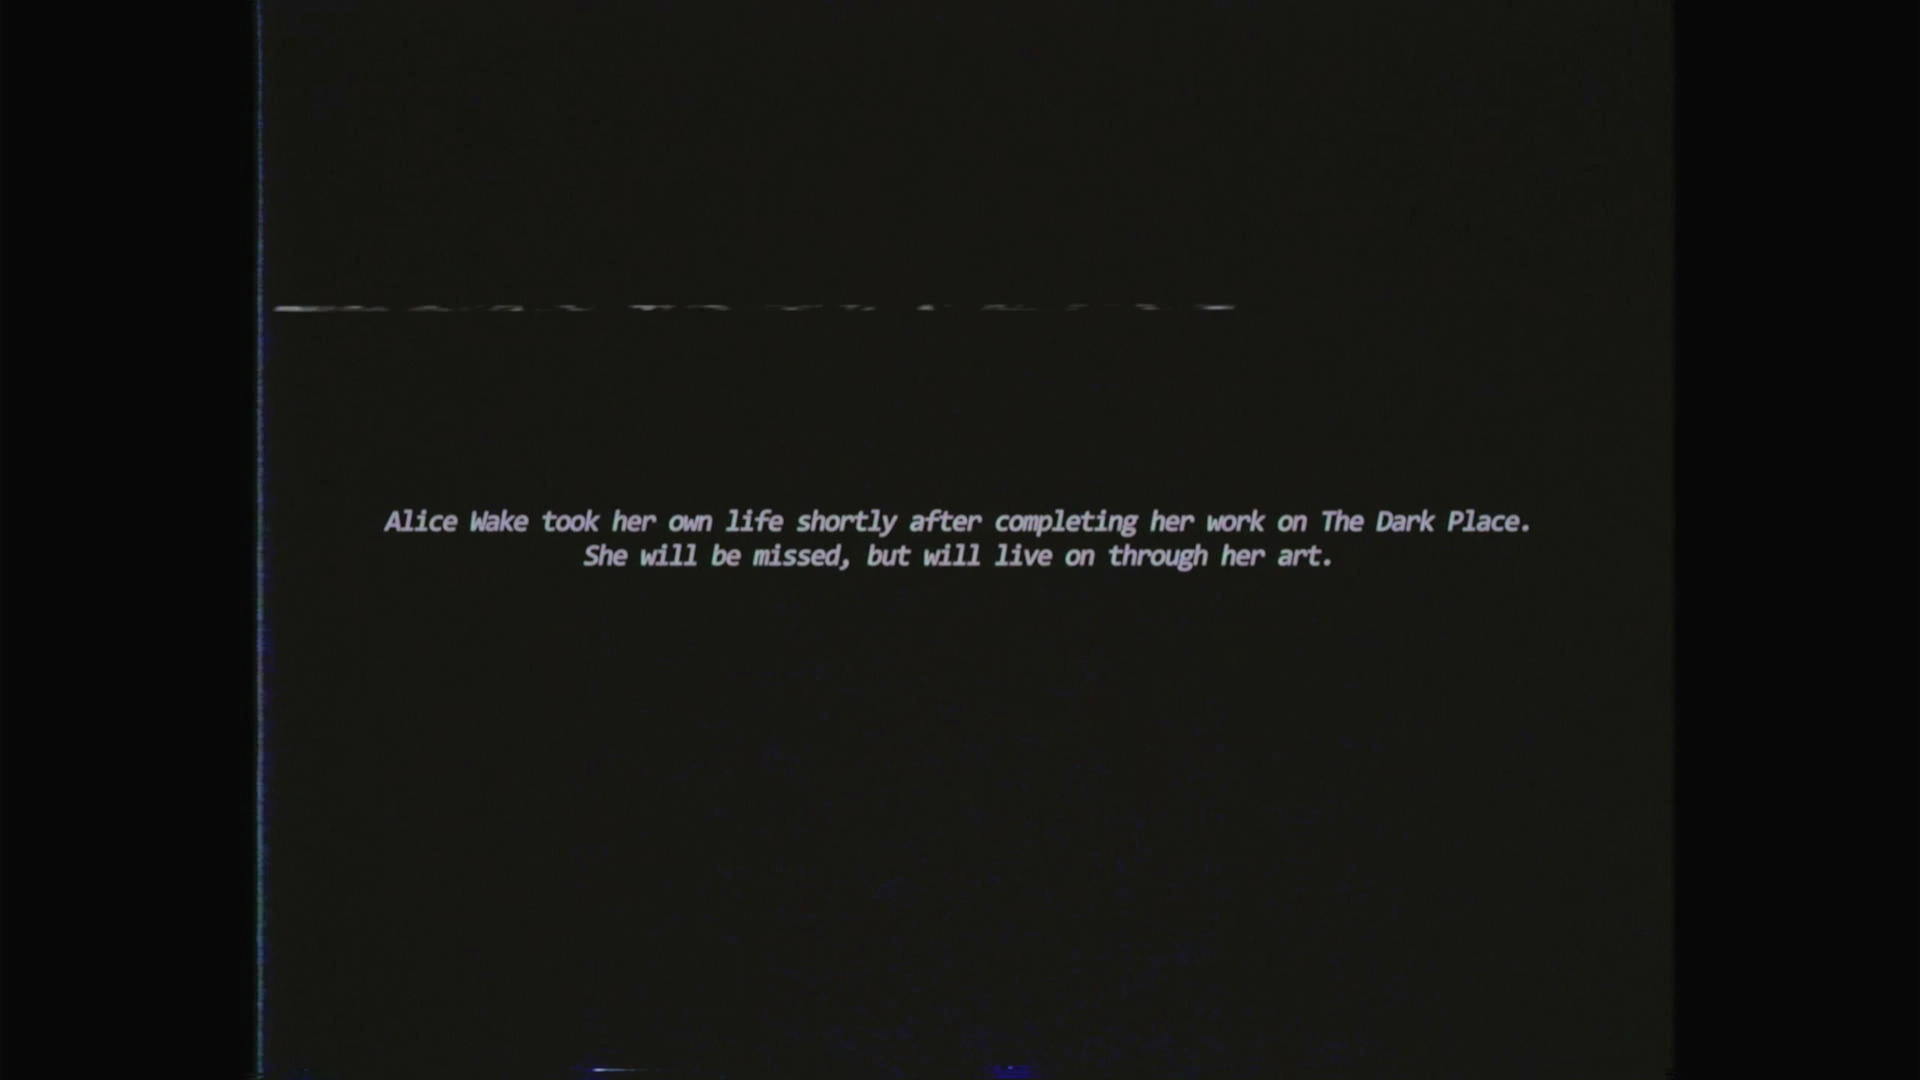 Alice Wake took her own life shortly after completing her work on The Dark Place.
She will be missed, but will live on through her art.